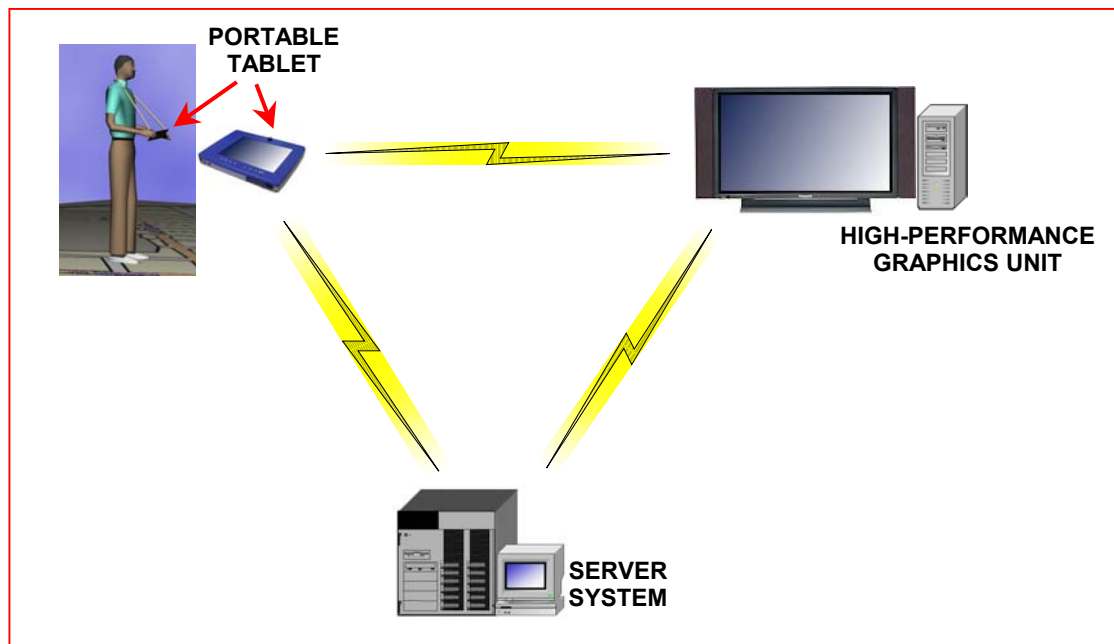 PORTABLE
TABLET
HIGH-PERFORMANCE
GRAPHICS UNIT
SERVER
SYSTEM